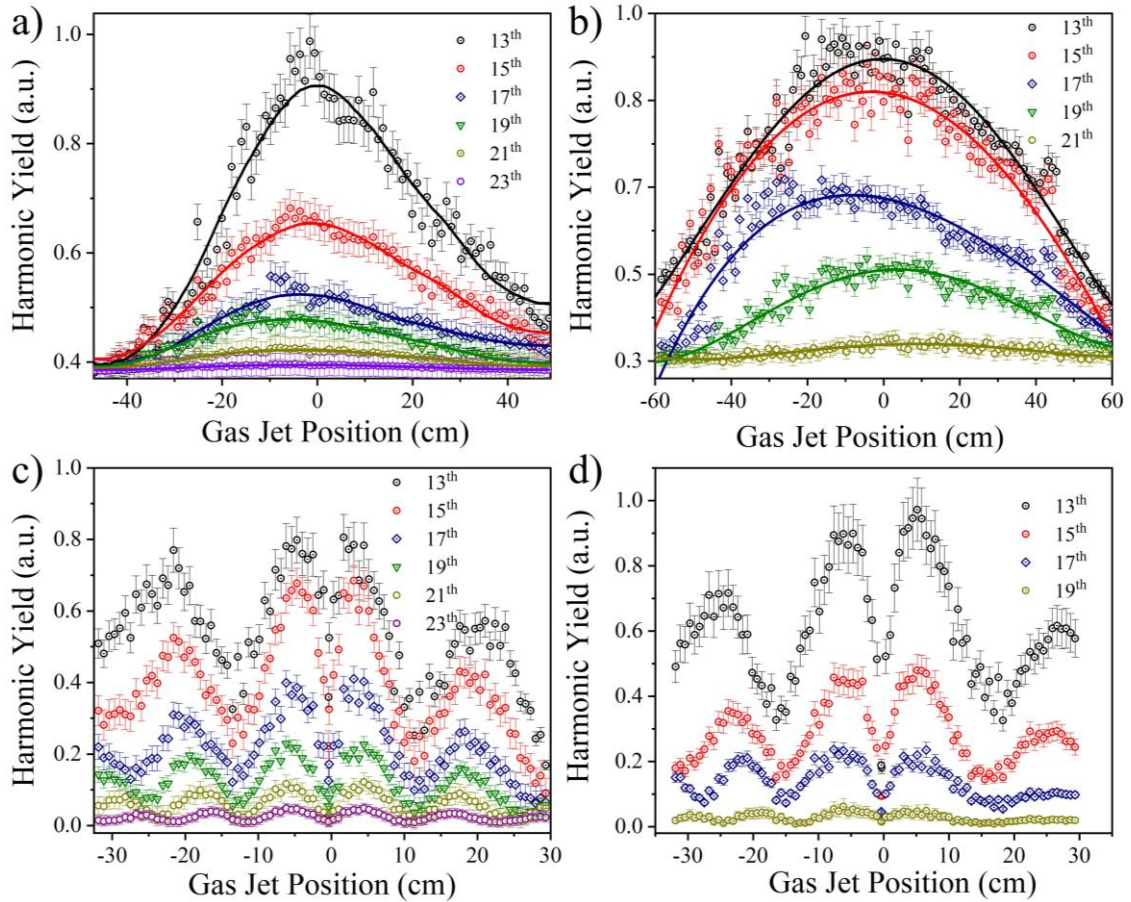 a)
Harmonic Yield (a.u.)
1.0
0.8
0.6
0.4
13th
15th
17th
19th
21th
23th
-40 -20 0 20 40
Gas Jet Position (cm)
b)
Harmonic Yield (a.u.)
1.0
0.8
0.7
0.5
0.3
13th
15th
17th
19th
21th
-60 -40 -20 0 20 40 60
Gas Jet Position (cm)
c)
Harmonic Yield (a.u.)
1.0
0.8
0.6
0.4
0.2
0.0
13th
15th
17th
19th
21th
23th
-30 -20 -10 0 10 20 30
Gas Jet Position (cm)
d)
Harmonic Yield (a.u.)
1.0
0.8
0.6
0.4
0.2
0.0
13th
15th
17th
19th
-30 -20 -10 0 10 20 30
Gas Jet Position (cm)